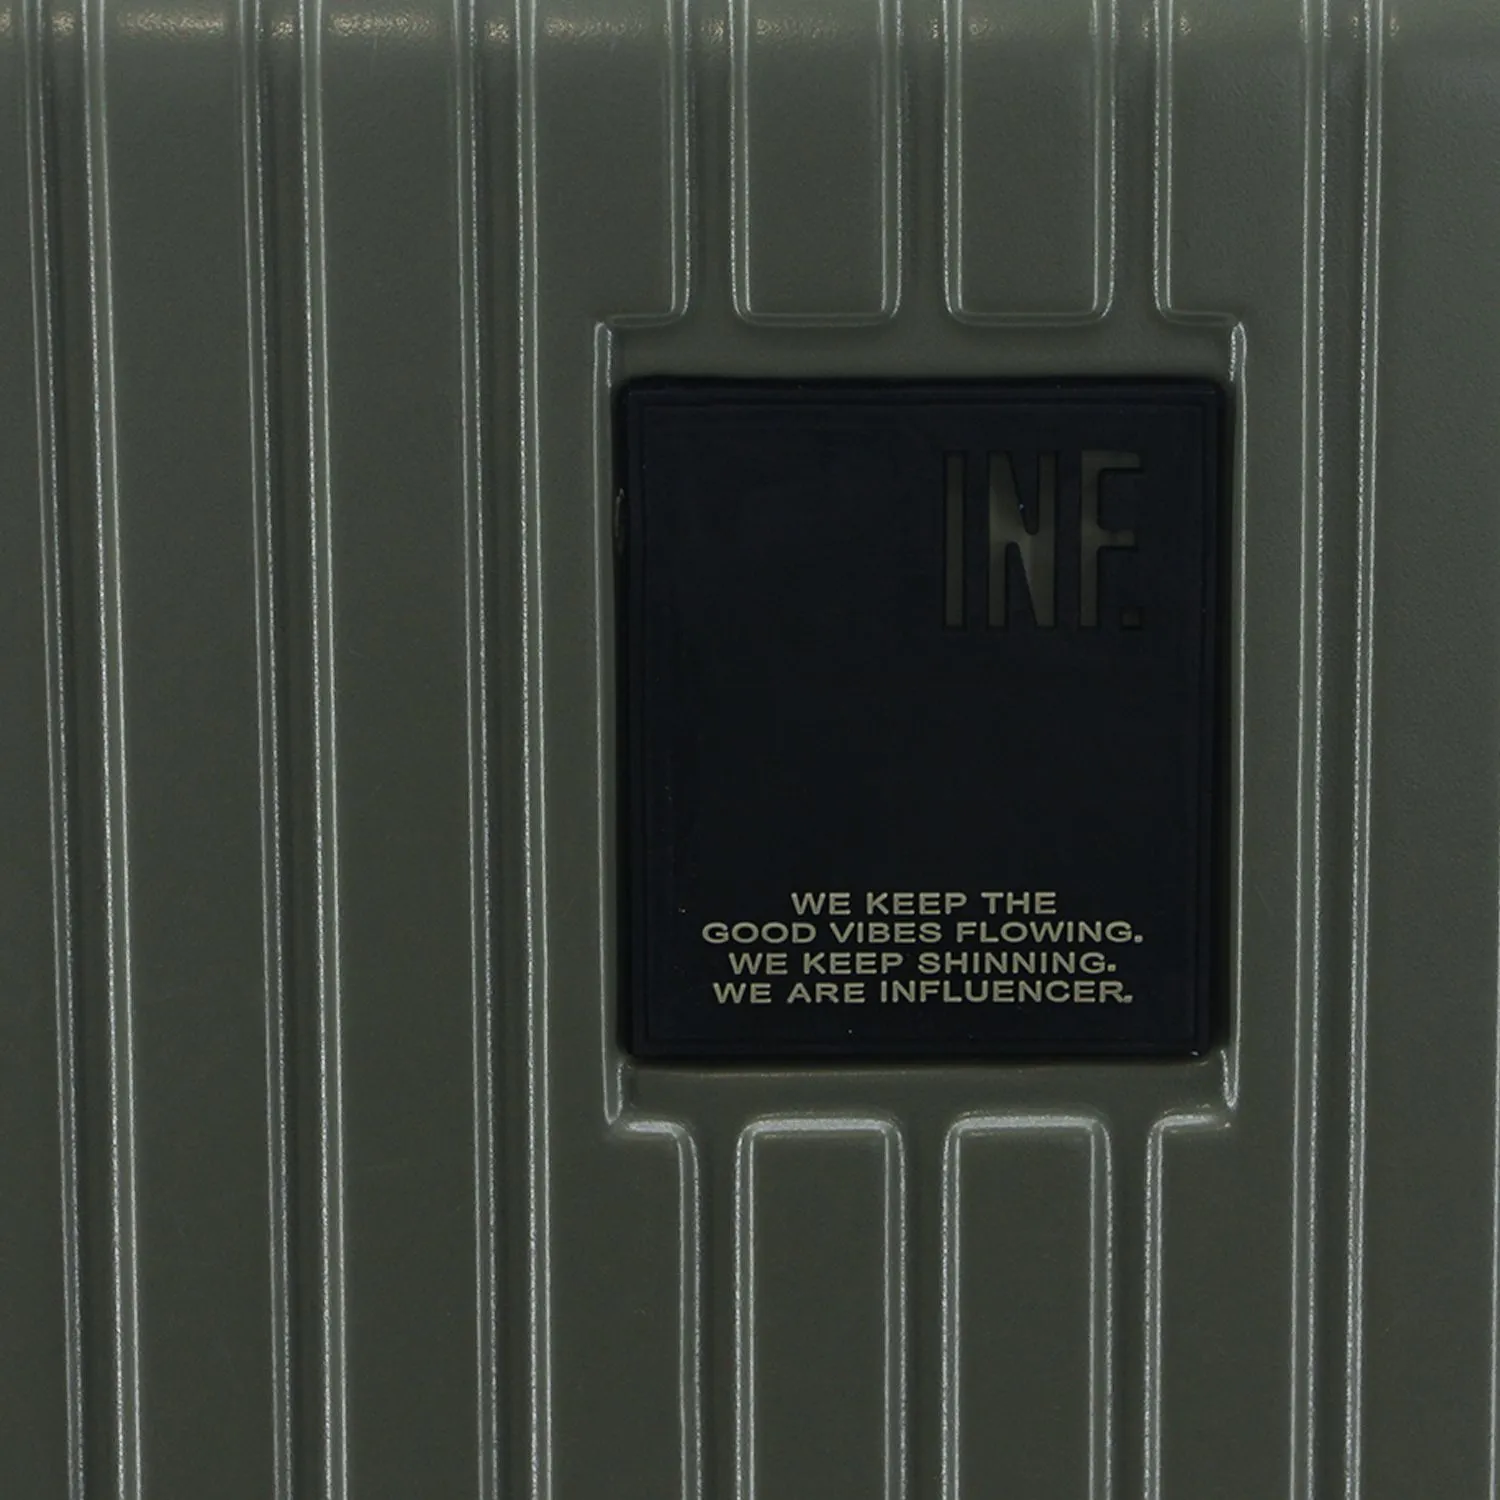 INF.
WE KEEP THE
GOOD VIBES FLOWING.
WE KEEP SHINNING.
WE ARE INFLUENCER.